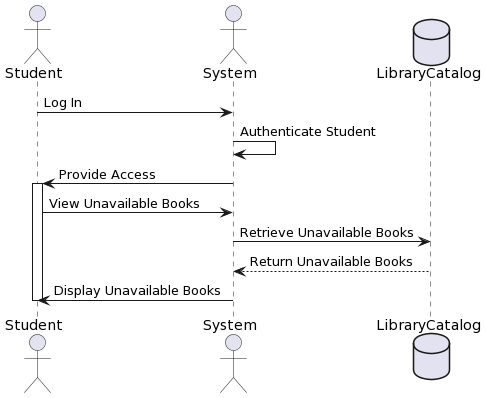 Student
System
LibraryCatalog
Log In
Authenticate Student
Provide Access
View Unavailable Books
Retrieve Unavailable Books
Return Unavailable Books
Display Unavailable Books
Student
System
LibraryCatalog